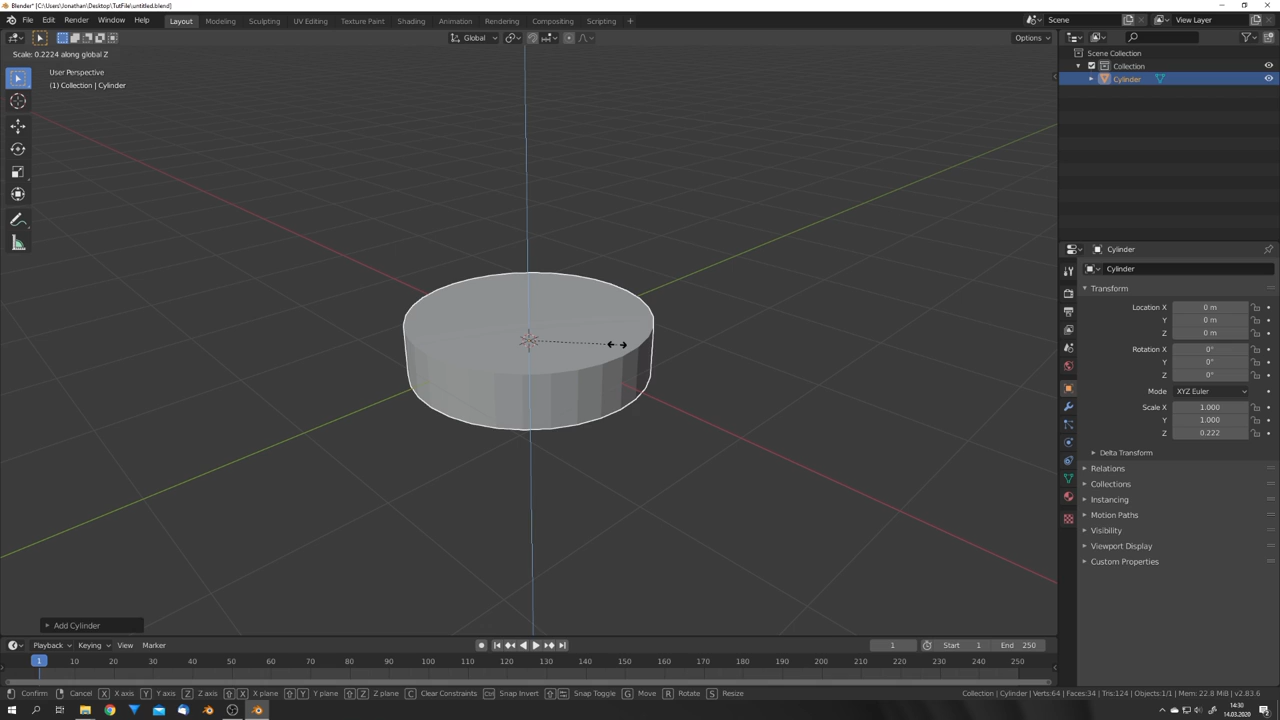 Blender* [C:\Users\Jonathan\Desktop\TutFile\untitled.blend]
File Edit Render Window Help Layout Modeling Sculpting UV Editing Texture Paint Shading Animation Rendering Compositing Scripting Scene View Layer
Global Options
Scale: 0.2224 along global Z
User Perspective
(1) Collection | Cylinder
Scene Collection
Collection
Cylinder
Cylinder
Cylinder
Transform
Location X 0 m
Y 0 m
Z 0 m
Rotation X 0°
Y 0°
Z 0°
Mode XYZ Euler
Scale X 1.000
Y 1.000
Z 0.222
Delta Transform
Relations
Collections
Instancing
Motion Paths
Visibility
Viewport Display
Custom Properties
Add Cylinder
Playback Keying View Marker 1 Start 1 End 250
1 10 20 30 40 50 60 70 80 90 100 110 120 130 140 150 160 170 180 190 200 210 220 230 240 250
Confirm Cancel X X axis Y Y axis Z Z axis X X plane Y Y plane Z Z plane C Clear Constraints Snap Invert Snap Toggle G Move R Rotate S Resize Collection | Cylinder | Verts:64 | Faces:34 | Tris:124 | Objects:1/1 | Mem: 22.8 MiB | v2.83.6
14:30
14.03.2020